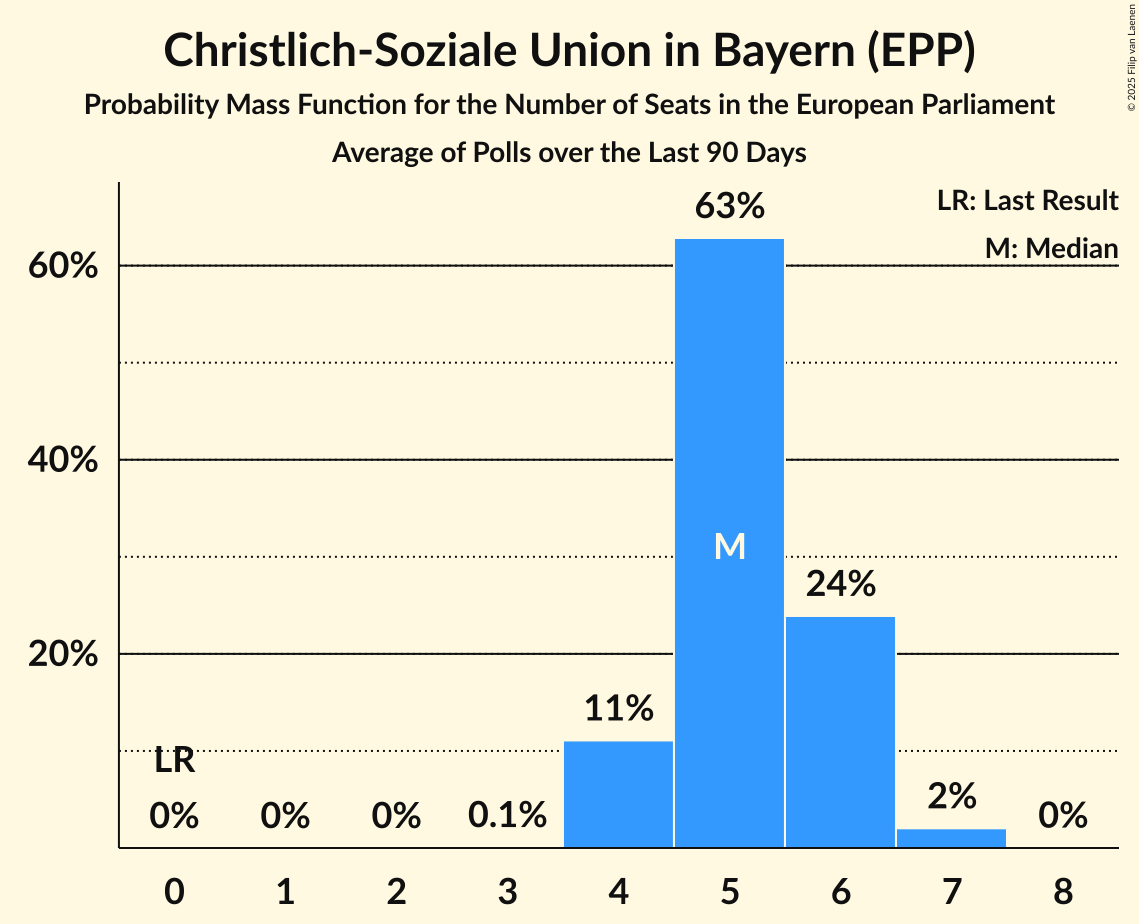 Christlich-Soziale Union in Bayern (EPP)
Probability Mass Function for the Number of Seats in the European Parliament
Average of Polls over the Last 90 Days
© 2025 Filip van Laenen
LR: Last Result
M: Median
63%
60%
40%
M
24%
20%
11%
LR
2%
0% 0% 0% 0.1% 0%
0 1 2 3 4 5 6 7 8